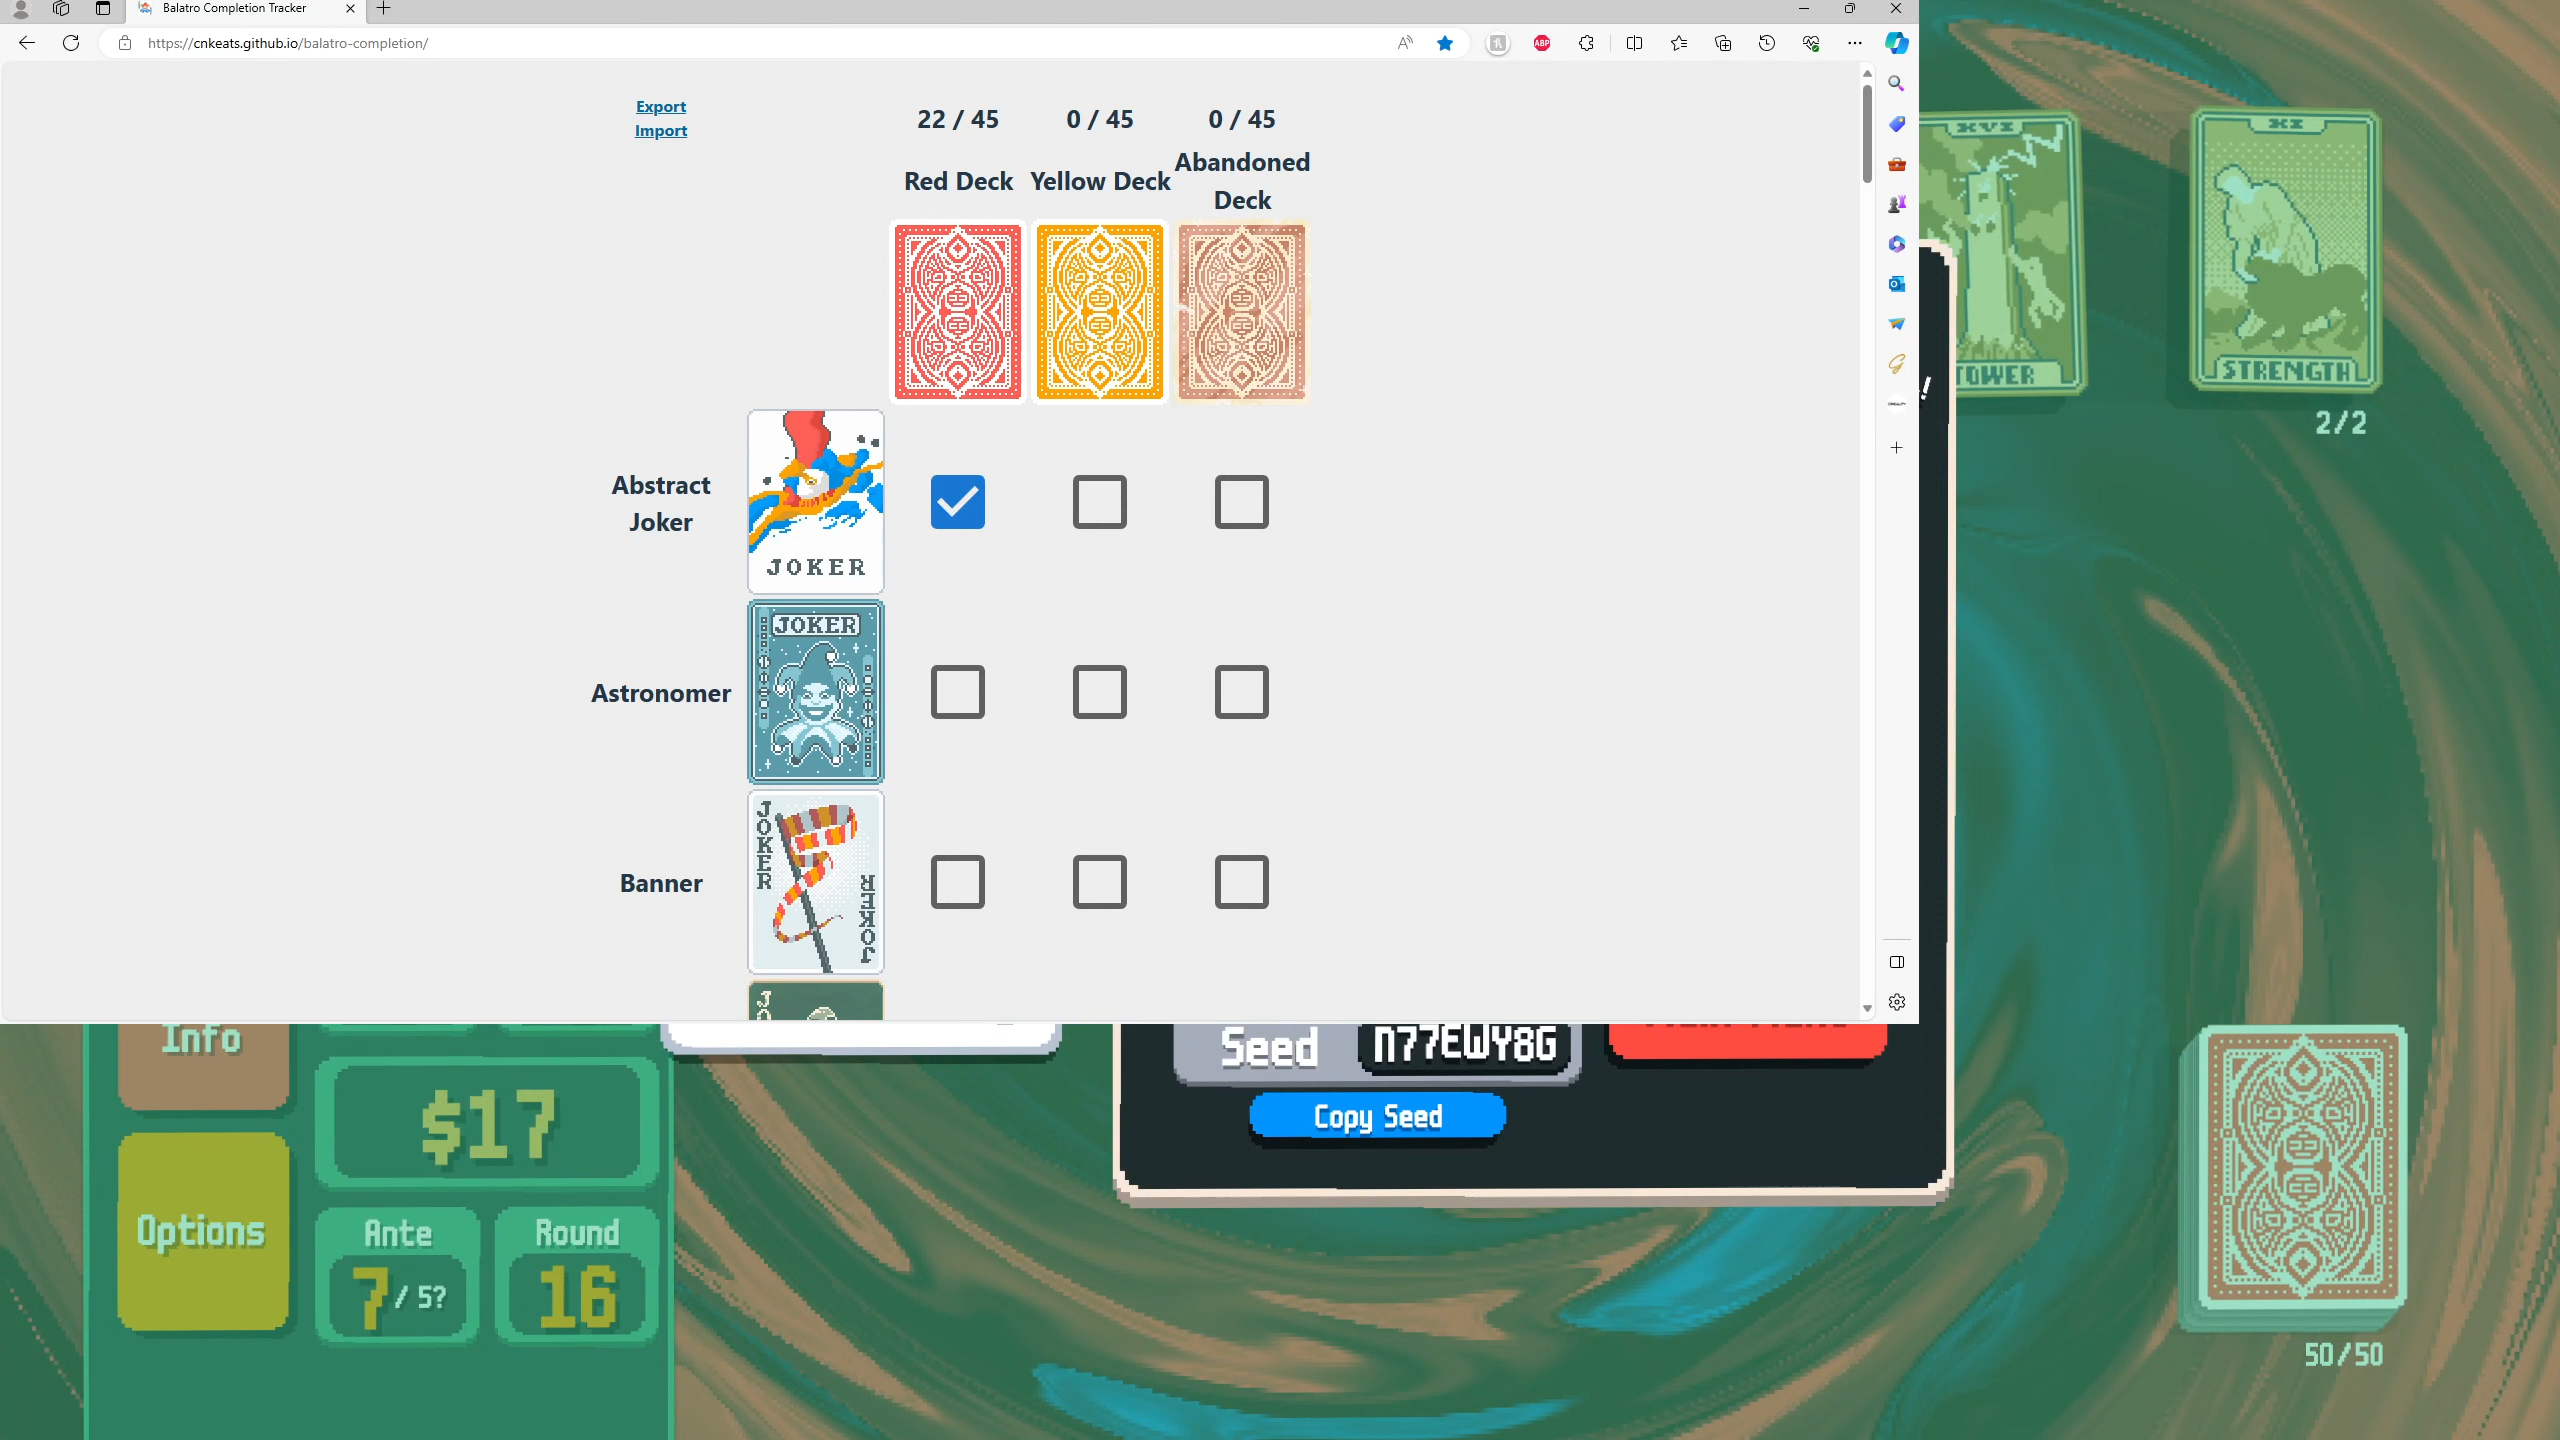 Balatro Completion Tracker
https://cnkeats.github.io/balatro-completion/
ABP
Export
Import
22 / 45
0 / 45
0 / 45
Red Deck
Yellow Deck
Abandoned
Deck
Abstract
Joker
JOKER
Astronomer
JOKER
Banner
JOKER
JOKER
JO
XVI
TOWER
XI
STRENGTH
2/2
!
Info
$17
Options
Ante
7 / 5?
Round
16
Seed
N77EWY8G
Copy Seed
50/50